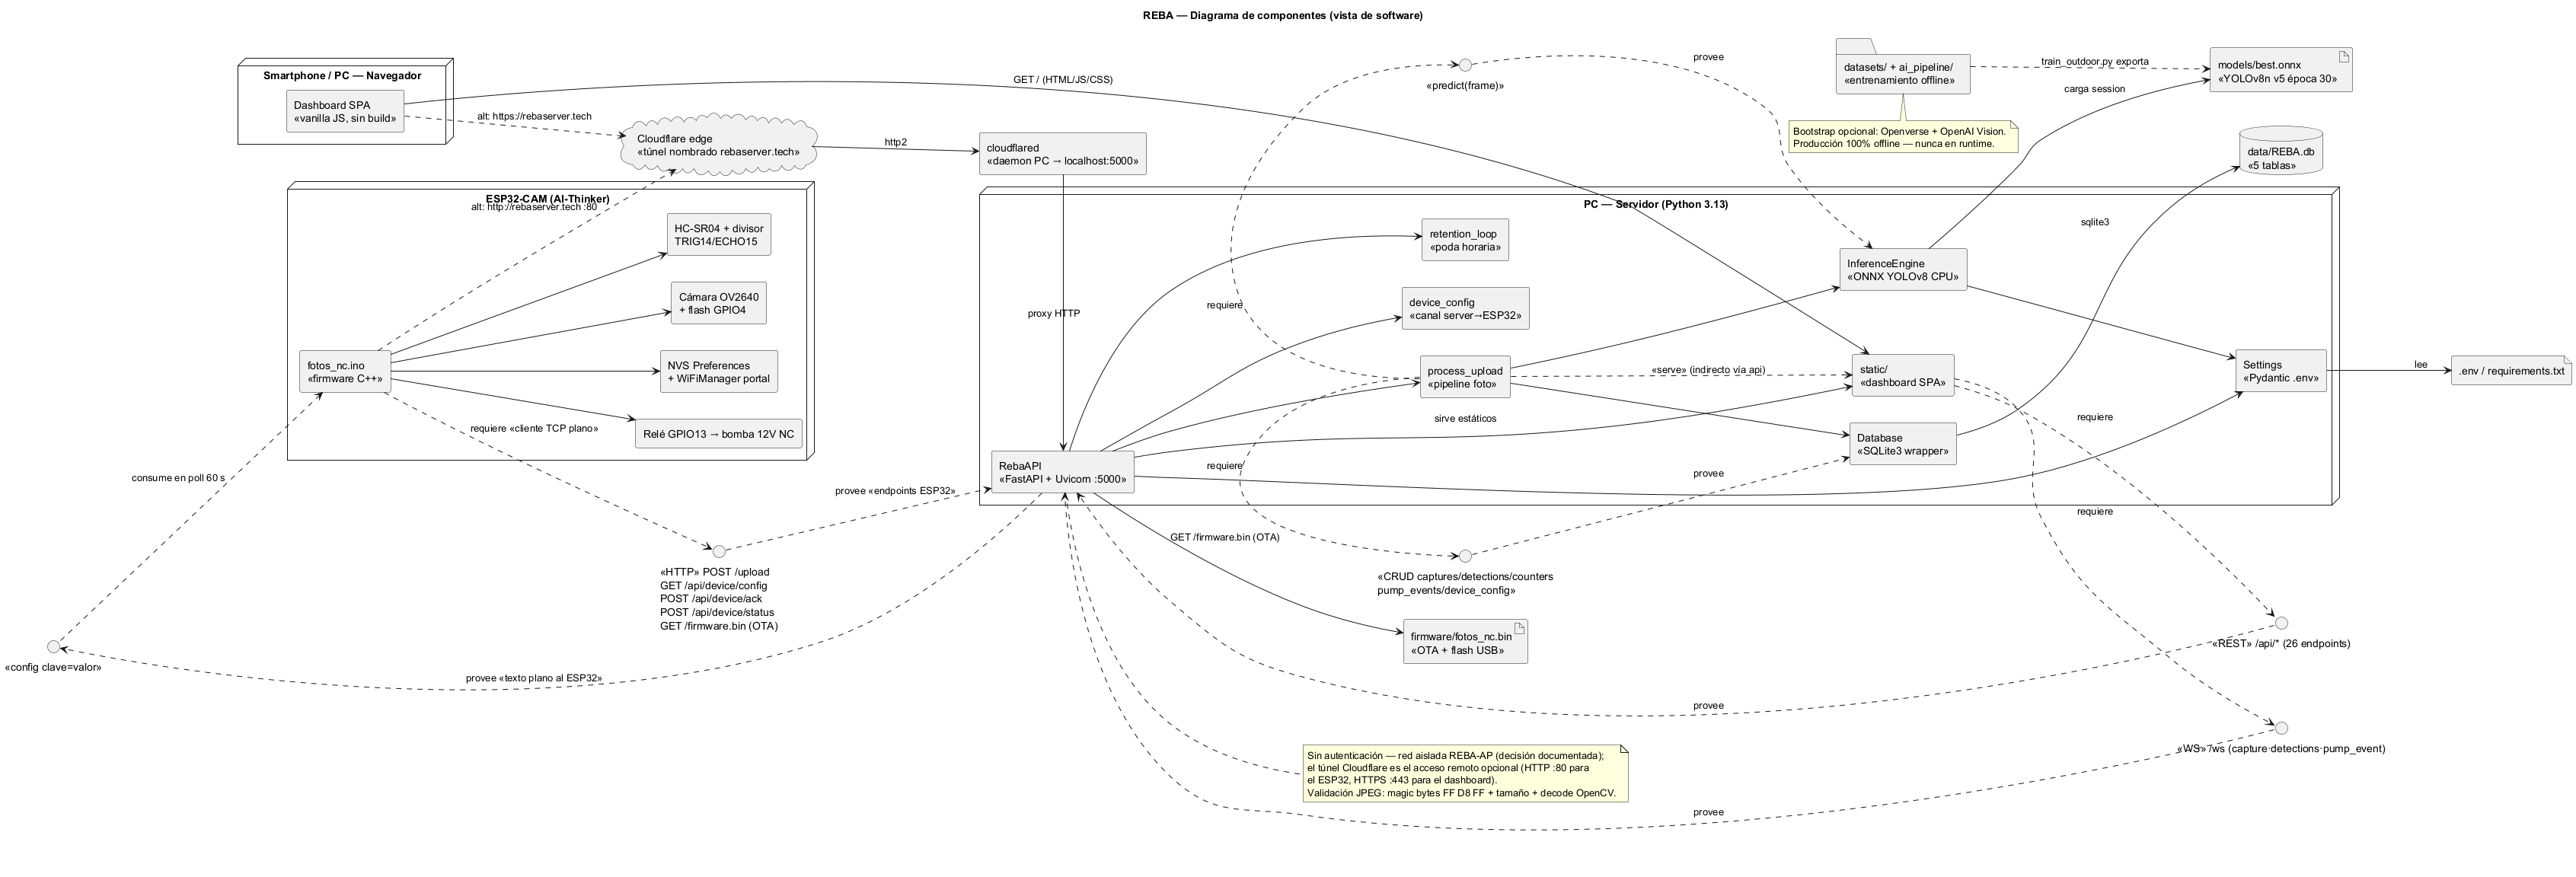 REBA — Diagrama de componentes (vista de software)
Smartphone / PC — Navegador
Dashboard SPA
«vanilla JS, sin build»
GET / (HTML/JS/CSS)
alt: https://rebaserver.tech
Cloudflare edge
«túnel nombrado rebaserver.tech»
http2
cloudflared
«daemon PC → localhost:5000»
«predict(frame)»
provee
datasets/ + ai_pipeline/
«entrenamiento offline»
train_outdoor.py exporta
models/best.onnx
«YOLOv8n v5 época 30»
carga session
Bootstrap opcional: Openverse + OpenAI Vision.
Producción 100% offline — nunca en runtime.
data/REBA.db
«5 tablas»
ESP32-CAM (AI-Thinker)
alt: http://rebaserver.tech :80
HC-SR04 + divisor
TRIG14/ECHO15
Cámara OV2640
+ flash GPIO4
fotos_nc.ino
«firmware C++»
NVS Preferences
+ WiFiManager portal
Relé GPIO13 → bomba 12V NC
PC — Servidor (Python 3.13)
retention_loop
«poda horaria»
sqlite3
InferenceEngine
«ONNX YOLOv8 CPU»
device_config
«canal server→ESP32»
requiere
proxy HTTP
process_upload
«pipeline foto»
«serve» (indirecto vía api)
static/
«dashboard SPA»
Settings
«Pydantic .env»
lee
.env / requirements.txt
sirve estáticos
requiere
Database
«SQLite3 wrapper»
requiere «cliente TCP plano»
RebaAPI
«FastAPI + Uvicorn :5000»
requiere
provee
consume en poll 60 s
provee «endpoints ESP32»
requiere
GET /firmware.bin (OTA)
«HTTP» POST /upload
GET /api/device/config
POST /api/device/ack
POST /api/device/status
GET /firmware.bin (OTA)
«CRUD captures/detections/counters
pump_events/device_config»
firmware/fotos_nc.bin
«OTA + flash USB»
«REST» /api/* (26 endpoints)
«config clave=valor»
provee «texto plano al ESP32»
provee
«WS» /ws (capture·detections·pump_event)
Sin autenticación — red aislada REBA-AP (decisión documentada);
el túnel Cloudflare es el acceso remoto opcional (HTTP :80 para
el ESP32, HTTPS :443 para el dashboard).
Validación JPEG: magic bytes FF D8 FF + tamaño + decode OpenCV.
provee